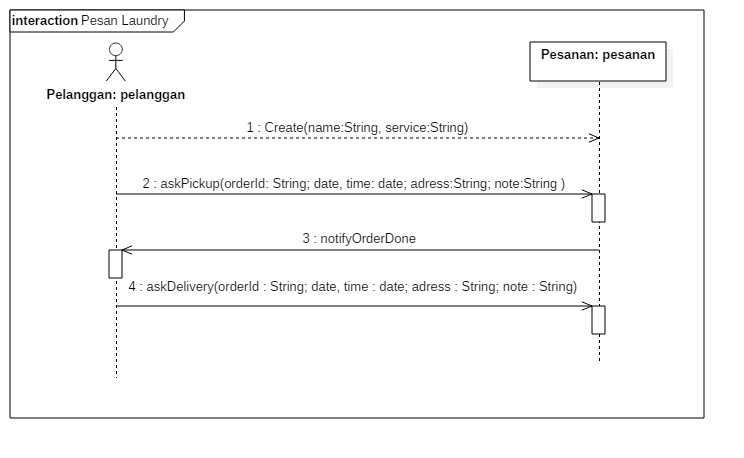 interaction Pesan Laundry
Pelanggan: pelanggan
Pesanan: pesanan
1 : Create(name:String, service:String)
2 : askPickup(orderId: String; date, time: date; adress:String; note:String )
3 : notifyOrderDone
4 : askDelivery(orderId : String; date, time : date; adress : String; note : String)